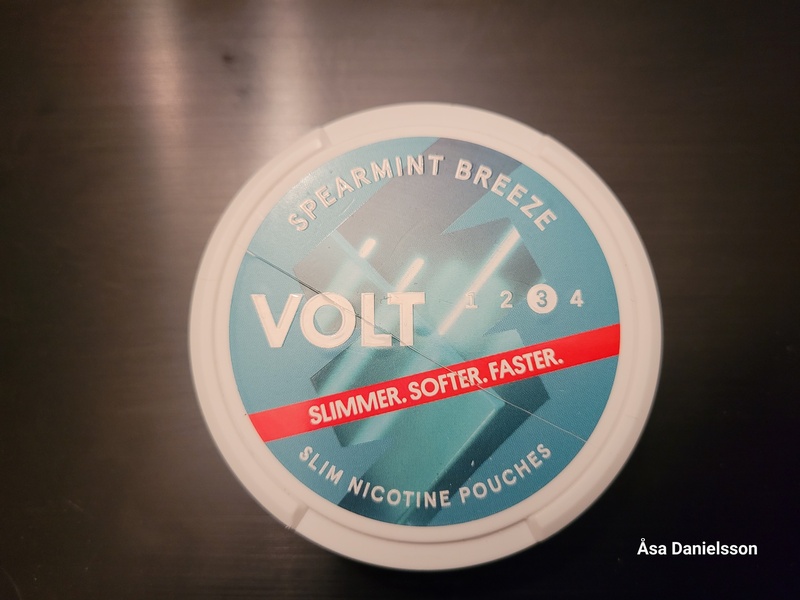 SPEARMINT BREEZE
VOLT 1 2 3 4
SLIMMER. SOFTER. FASTER.
SLIM NICOTINE POUCHES
Åsa Danielsson